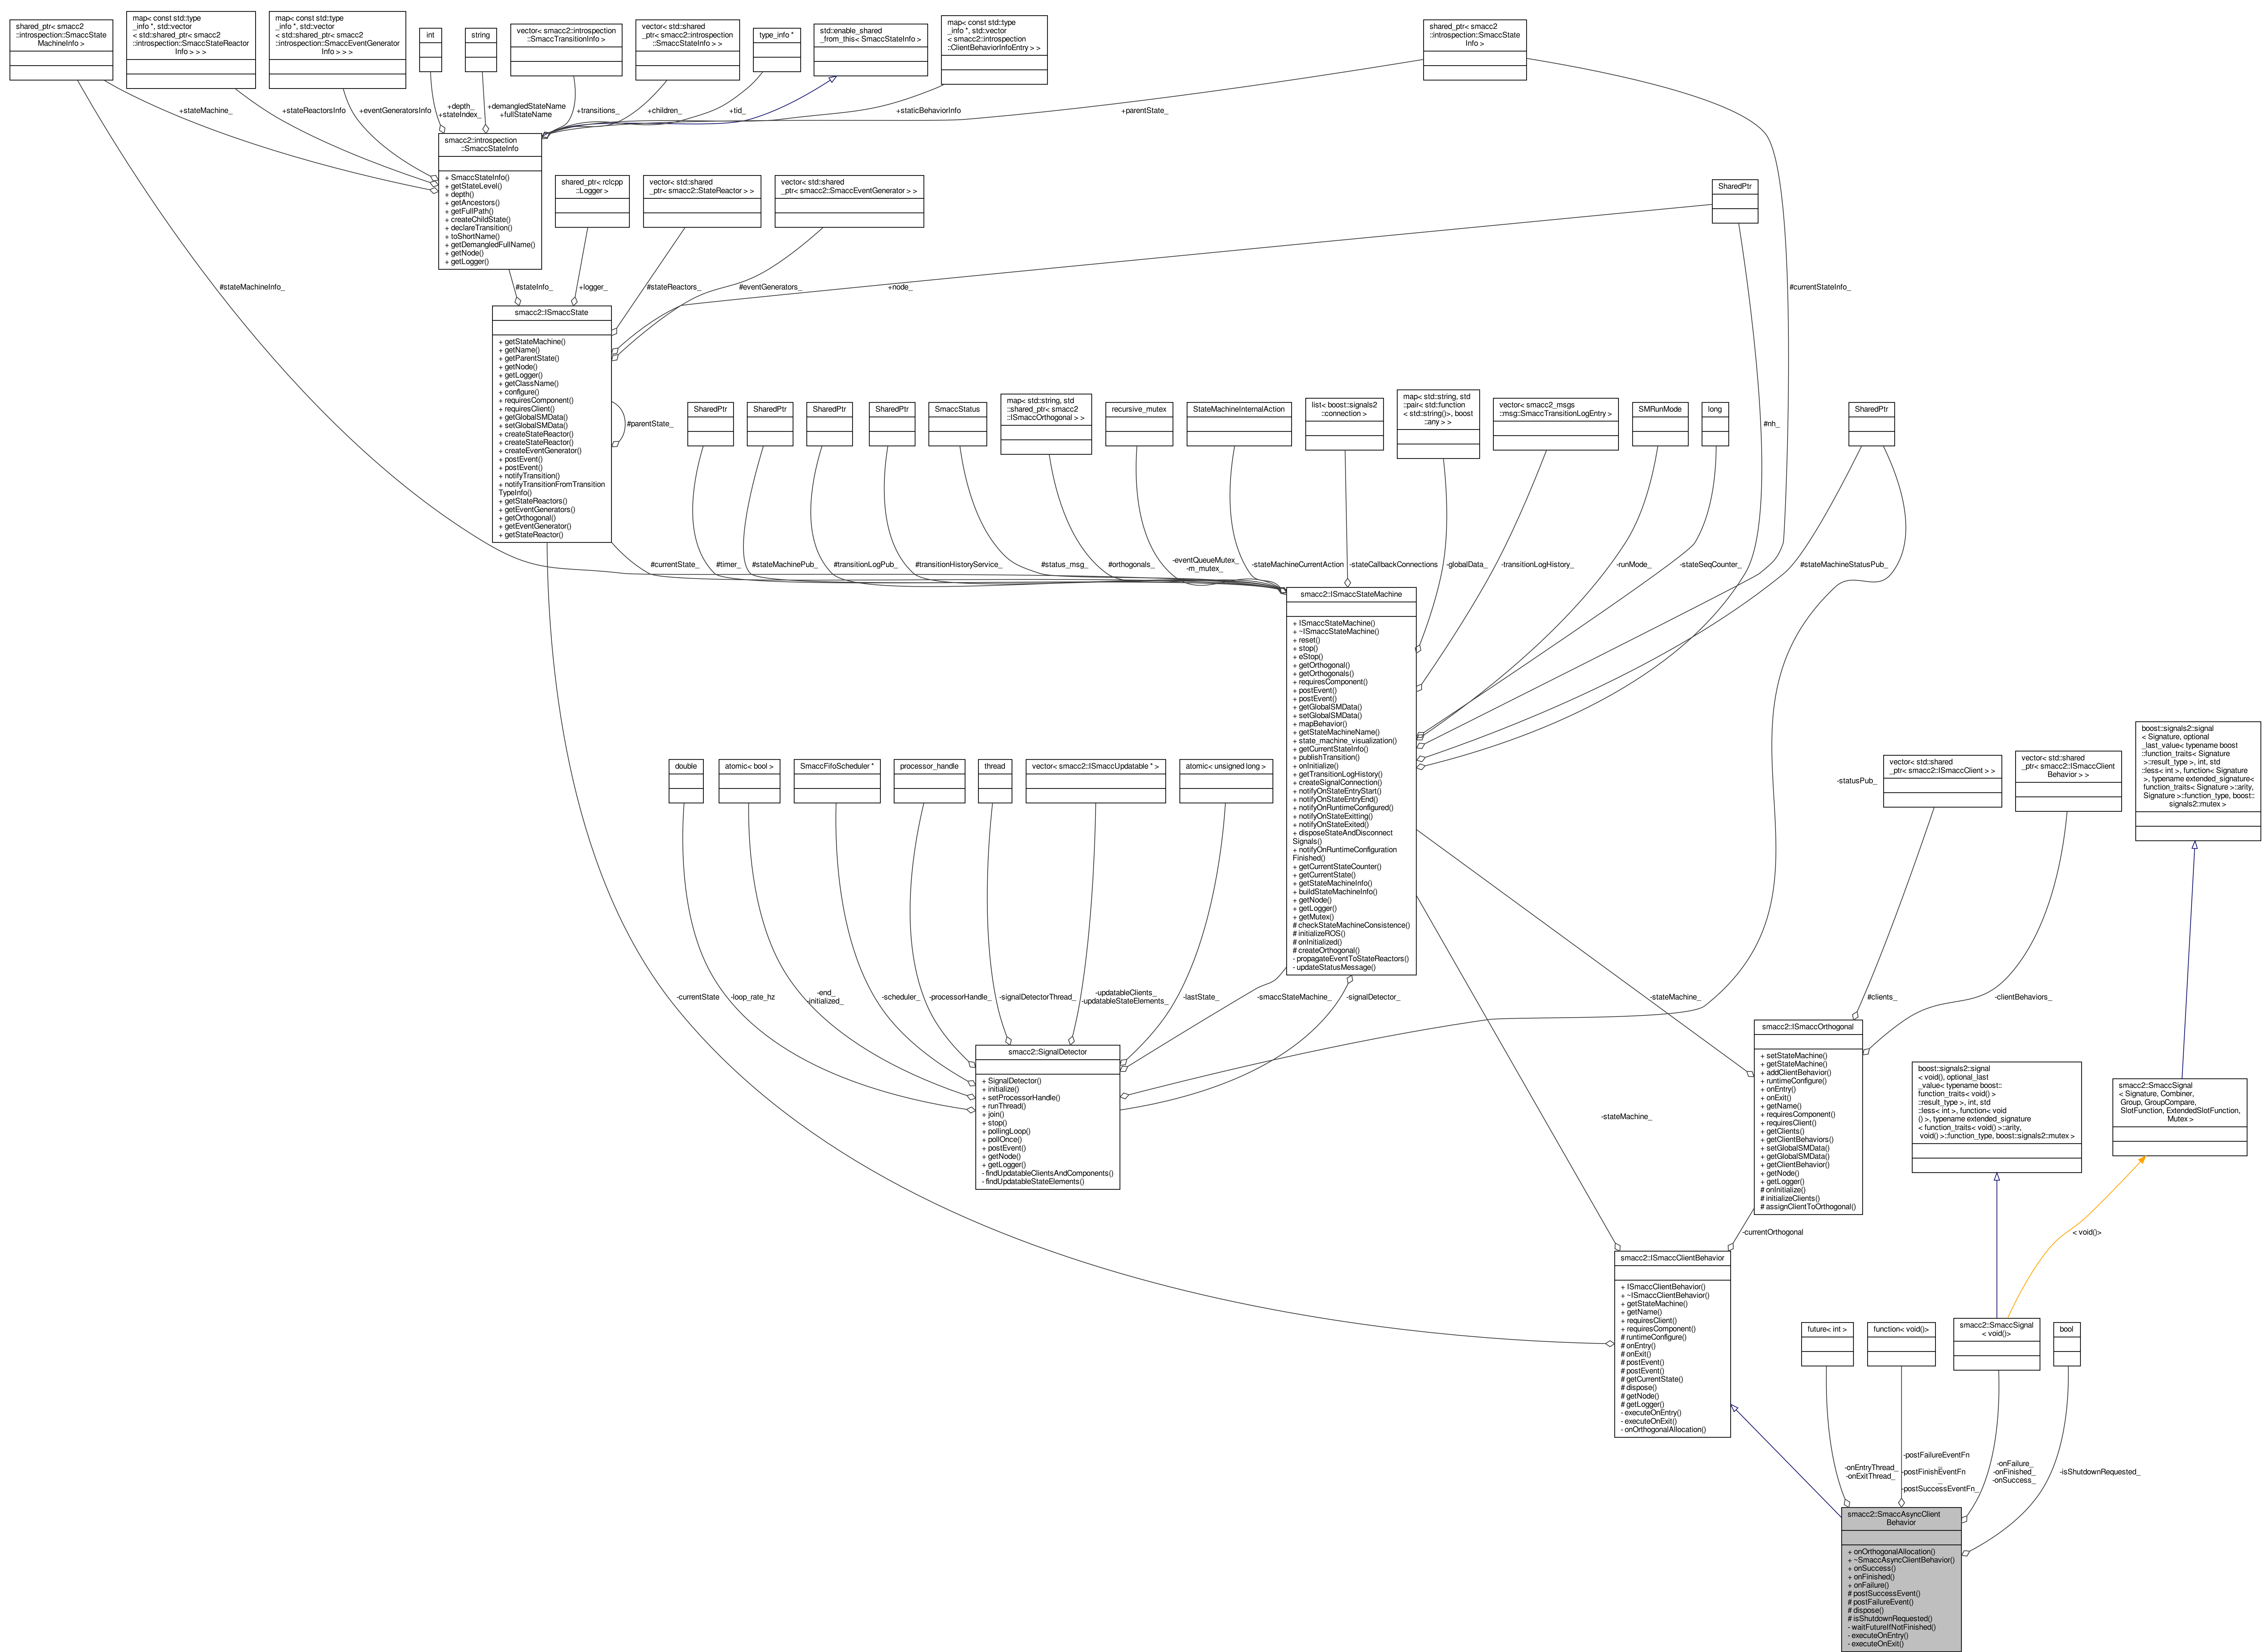 shared_ptr< smacc2
::introspection::SmaccState
MachineInfo >
map< const std::type
_info *, std::vector
< std::shared_ptr< smacc2
::introspection::SmaccStateReactor
Info > > >
map< const std::type
_info *, std::vector
< std::shared_ptr< smacc2
::introspection::SmaccEventGenerator
Info > > >
int
string
vector< smacc2::introspection
::SmaccTransitionInfo >
vector< std::shared
_ptr< smacc2::introspection
::SmaccStateInfo > >
type_info *
std::enable_shared
_from_this< SmaccStateInfo >
map< const std::type
_info *, std::vector
< smacc2::introspection
::ClientBehaviorInfoEntry > >
shared_ptr< smacc2
::introspection::SmaccState
Info >
+stateMachine_
+stateReactorsInfo
+eventGeneratorsInfo
+depth_
+stateIndex_
+demangledStateName
+fullStateName
+transitions_
+children_
+tid_
+staticBehaviorInfo
+parentState_
smacc2::introspection
::SmaccStateInfo
+ SmaccStateInfo()
+ getStateLevel()
+ depth()
+ getAncestors()
+ getFullPath()
+ createChildState()
+ declareTransition()
+ toShortName()
+ getDemangledFullName()
+ getNode()
+ getLogger()
shared_ptr< rclcpp
::Logger >
vector< std::shared
_ptr< smacc2::StateReactor > >
vector< std::shared
_ptr< smacc2::SmaccEventGenerator > >
SharedPtr
#stateMachineInfo_
#stateInfo_
+logger_
#stateReactors_
#eventGenerators_
+node_
#currentStateInfo_
smacc2::ISmaccState
+ getStateMachine()
+ getName()
+ getParentState()
+ getNode()
+ getLogger()
+ getClassName()
+ configure()
+ requiresComponent()
+ requiresClient()
+ getGlobalSMData()
+ setGlobalSMData()
+ createStateReactor()
+ createStateReactor()
+ createEventGenerator()
+ postEvent()
+ postEvent()
+ notifyTransition()
+ notifyTransitionFromTransition
TypeInfo()
+ getStateReactors()
+ getEventGenerators()
+ getOrthogonal()
+ getEventGenerator()
+ getStateReactor()
#parentState_
SharedPtr
SharedPtr
SharedPtr
SharedPtr
SmaccStatus
map< std::string, std
::shared_ptr< smacc2
::ISmaccOrthogonal > >
recursive_mutex
StateMachineInternalAction
list< boost::signals2
::connection >
map< std::string, std
::pair< std::function
< std::string()>, boost
::any > >
vector< smacc2_msgs
::msg::SmaccTransitionLogEntry >
SMRunMode
long
#nh_
SharedPtr
#currentState_
#timer_
#stateMachinePub_
#transitionLogPub_
#transitionHistoryService_
#status_msg_
#orthogonals_
-eventQueueMutex_
-m_mutex_
-stateMachineCurrentAction
-stateCallbackConnections
-globalData_
-transitionLogHistory_
-runMode_
-stateSeqCounter_
#stateMachineStatusPub_
smacc2::ISmaccStateMachine
+ ISmaccStateMachine()
+ ~ISmaccStateMachine()
+ reset()
+ stop()
+ eStop()
+ getOrthogonal()
+ getOrthogonals()
+ requiresComponent()
+ postEvent()
+ postEvent()
+ getGlobalSMData()
+ setGlobalSMData()
+ mapBehavior()
+ getStateMachineName()
+ state_machine_visualization()
+ getCurrentStateInfo()
+ publishTransition()
+ onInitialize()
+ getTransitionLogHistory()
+ createSignalConnection()
+ notifyOnStateEntryStart()
+ notifyOnStateEntryEnd()
+ notifyOnRuntimeConfigured()
+ notifyOnStateExitting()
+ notifyOnStateExited()
+ disposeStateAndDisconnect
Signals()
+ notifyOnRuntimeConfiguration
Finished()
+ getCurrentStateCounter()
+ getCurrentState()
+ getStateMachineInfo()
+ buildStateMachineInfo()
+ getNode()
+ getLogger()
+ getMutex()
# checkStateMachineConsistence()
# initializeROS()
# onInitialized()
# createOrthogonal()
- propagateEventToStateReactors()
- updateStatusMessage()
double
atomic< bool >
SmaccFifoScheduler *
processor_handle
thread
vector< smacc2::ISmaccUpdatable * >
atomic< unsigned long >
-statusPub_
vector< std::shared
_ptr< smacc2::ISmaccClient > >
vector< std::shared
_ptr< smacc2::ISmaccClient
Behavior > >
boost::signals2::signal
< Signature, optional
_last_value< typename boost
::function_traits< Signature
>::result_type >, int, std
::less< int >, function< Signature
>, typename extended_signature<
function_traits< Signature >::arity,
Signature >::function_type, boost::
signals2::mutex >
-currentState
-loop_rate_hz
-end_
-initialized_
-scheduler_
-processorHandle_
-signalDetectorThread_
-updatableClients_
-updatableStateElements_
-lastState_
-smaccStateMachine_
-signalDetector_
-stateMachine_
#clients_
-clientBehaviors_
smacc2::SignalDetector
+ SignalDetector()
+ initialize()
+ setProcessorHandle()
+ runThread()
+ join()
+ stop()
+ pollingLoop()
+ pollOnce()
+ postEvent()
+ getNode()
+ getLogger()
- findUpdatableClientsAndComponents()
- findUpdatableStateElements()
smacc2::ISmaccOrthogonal
+ setStateMachine()
+ getStateMachine()
+ addClientBehavior()
+ runtimeConfigure()
+ onEntry()
+ onExit()
+ getName()
+ requiresComponent()
+ requiresClient()
+ getClients()
+ getClientBehaviors()
+ setGlobalSMData()
+ getGlobalSMData()
+ getClientBehavior()
+ getNode()
+ getLogger()
# onInitialize()
# initializeClients()
# assignClientToOrthogonal()
boost::signals2::signal
< void(), optional_last
_value< typename boost::
function_traits< void() >
::result_type >, int, std
::less< int >, function< void
() >, typename extended_signature
< function_traits< void() >::arity,
void() >::function_type, boost::signals2::mutex >
smacc2::SmaccSignal
< Signature, Combiner,
Group, GroupCompare,
SlotFunction, ExtendedSlotFunction,
Mutex >
-stateMachine_
-currentOrthogonal
< void()>
smacc2::ISmaccClientBehavior
+ ISmaccClientBehavior()
+ ~ISmaccClientBehavior()
+ getStateMachine()
+ getName()
+ requiresClient()
+ requiresComponent()
# runtimeConfigure()
# onEntry()
# onExit()
# postEvent()
# postEvent()
# getCurrentState()
# dispose()
# getNode()
# getLogger()
- executeOnEntry()
- executeOnExit()
- onOrthogonalAllocation()
future< int >
function< void()>
smacc2::SmaccSignal
< void()>
bool
-onEntryThread_
-onExitThread_
-postFailureEventFn
_
-postFinishEventFn
_
-postSuccessEventFn_
-onFailure_
-onFinished_
-onSuccess_
-isShutdownRequested_
smacc2::SmaccAsyncClient
Behavior
+ onOrthogonalAllocation()
+ ~SmaccAsyncClientBehavior()
+ onSuccess()
+ onFinished()
+ onFailure()
# postSuccessEvent()
# postFailureEvent()
# dispose()
# isShutdownRequested()
- waitFutureIfNotFinished()
- executeOnEntry()
- executeOnExit()